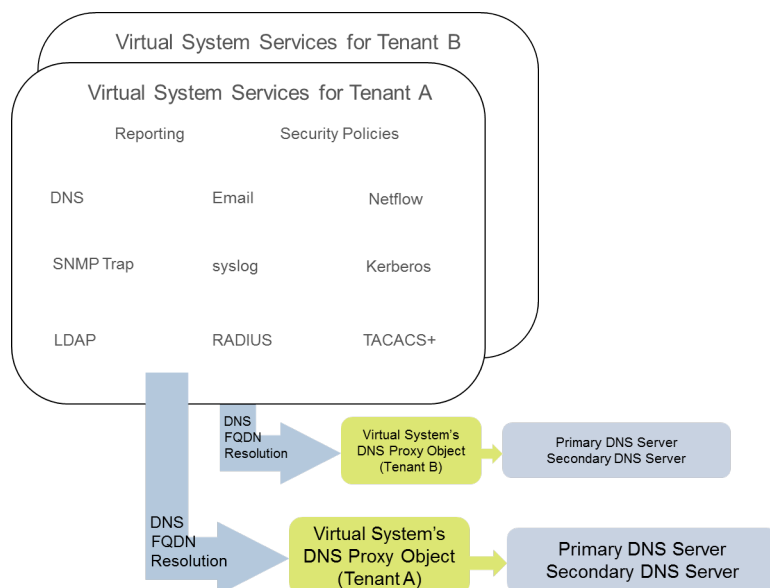 Virtual System Services for Tenant B
Virtual System Services for Tenant A
Reporting
Security Policies
DNS
Email
Netflow
SNMP Trap
syslog
Kerberos
LDAP
RADIUS
TACACS+
DNS
FQDN
Resolution
Virtual System's
DNS Proxy Object
(Tenant B)
Primary DNS Server
Secondary DNS Server
DNS
FQDN
Resolution
Virtual System's
DNS Proxy Object
(Tenant A)
Primary DNS Server
Secondary DNS Server